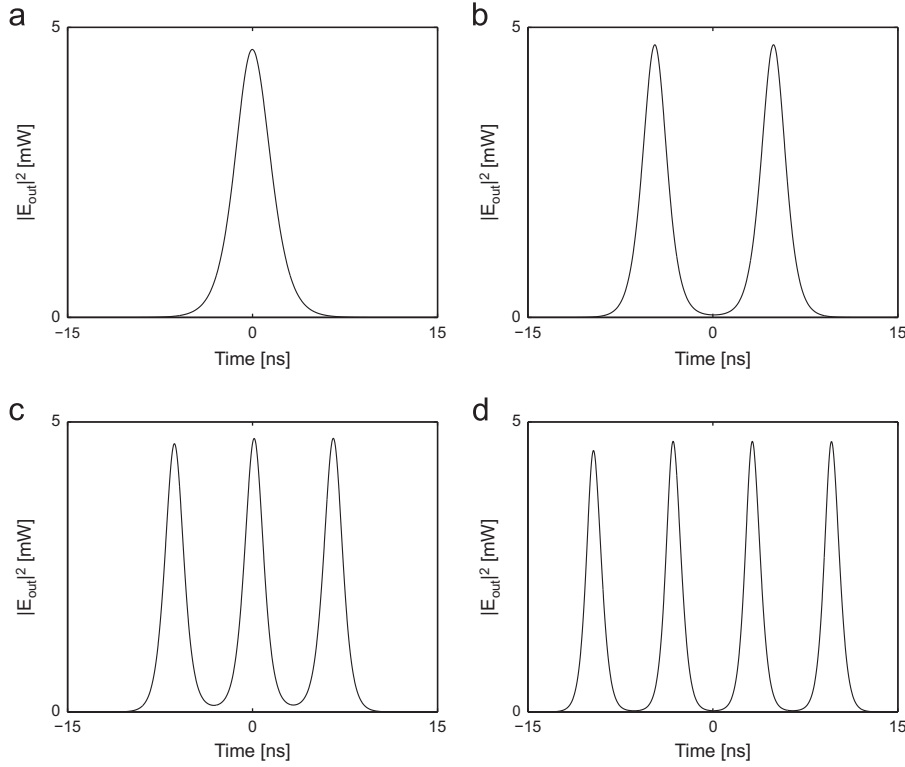 a
5
|E_out|² [mW]
0
−15
0
15
Time [ns]
b
5
|E_out|² [mW]
0
−15
0
15
Time [ns]
c
5
|E_out|² [mW]
0
−15
0
15
Time [ns]
d
5
|E_out|² [mW]
0
−15
0
15
Time [ns]